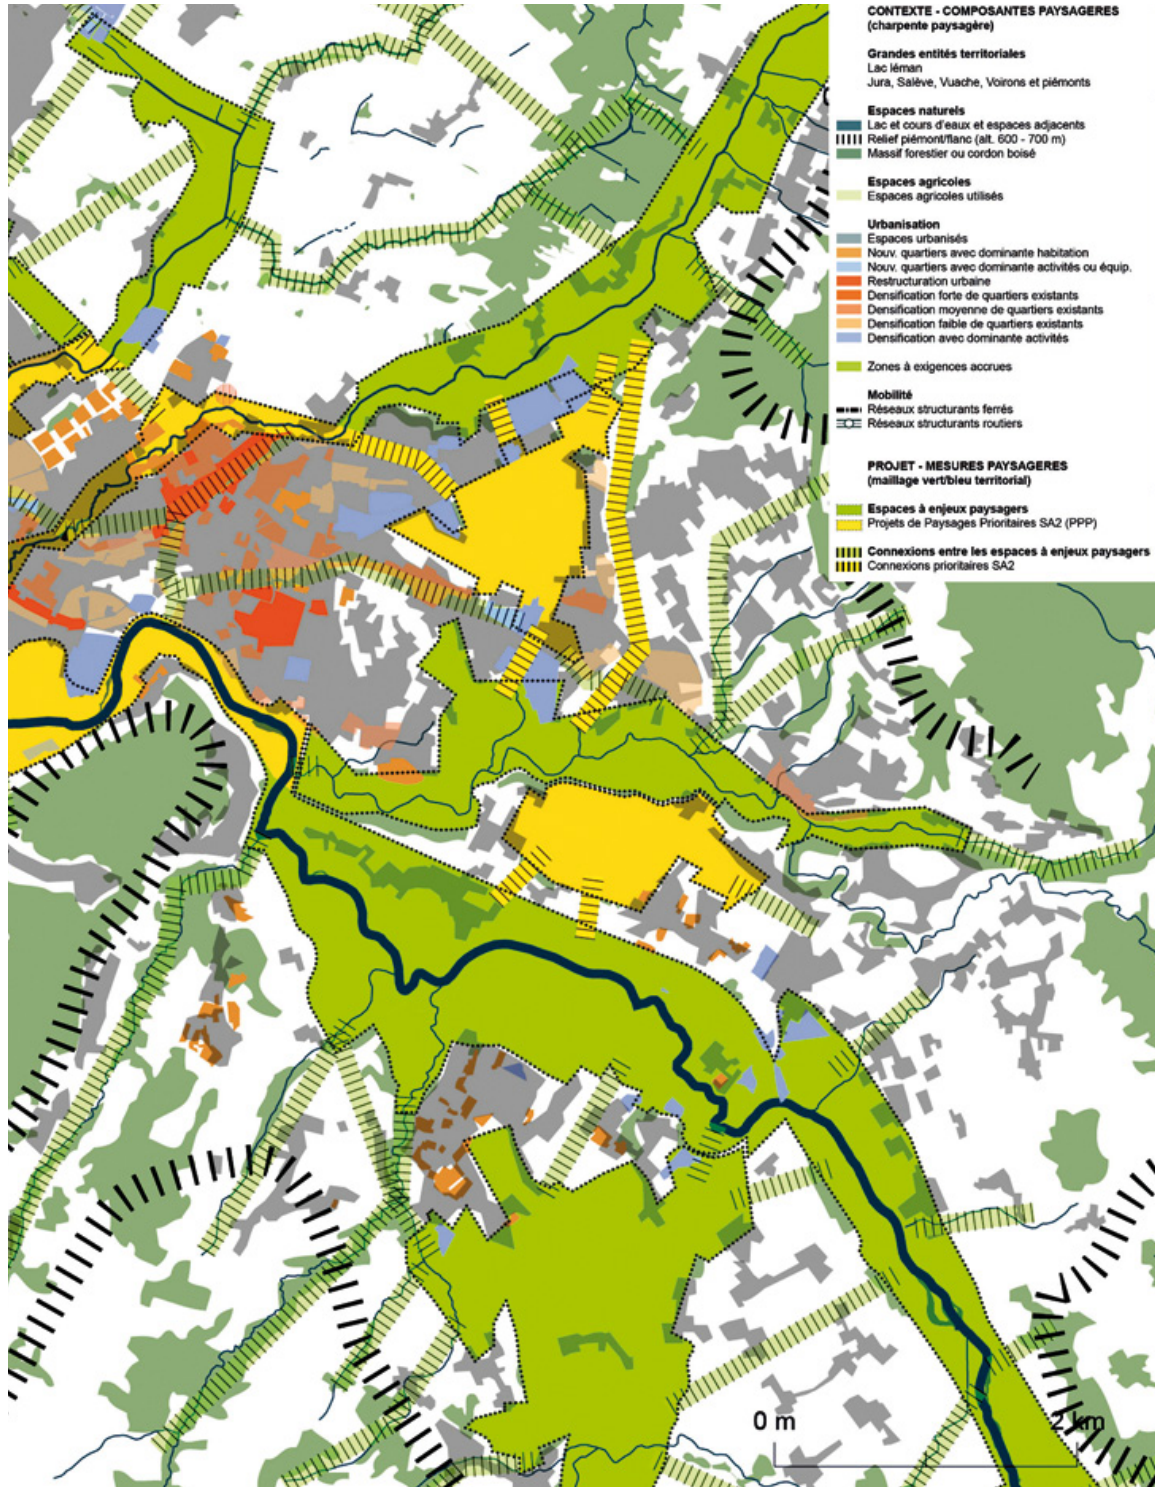 CONTEXTE - COMPOSANTES PAYSAGERES
(charpente paysagère)
Grandes entités territoriales
Lac léman
Jura, Salève, Vuache, Voirons et piémonts
Espaces naturels
Lac et cours d'eaux et espaces adjacents
Relief piémont/flanc (alt. 600 - 700 m)
Massif forestier ou cordon boisé
Espaces agricoles
Espaces agricoles utilisés
Urbanisation
Espaces urbanisés
Nouv. quartiers avec dominante habitation
Nouv. quartiers avec dominante activités ou équip.
Restructuration urbaine
Densification forte de quartiers existants
Densification moyenne de quartiers existants
Densification faible de quartiers existants
Densification avec dominante activités
Zones à exigences accrues
Mobilité
Réseaux structurants ferrés
Réseaux structurants routiers
PROJET - MESURES PAYSAGERES
(maillage vert/bleu territorial)
Espaces à enjeux paysagers
Projets de Paysages Prioritaires SA2 (PPP)
Connexions entre les espaces à enjeux paysagers
Connexions prioritaires SA2
0 m 2 km